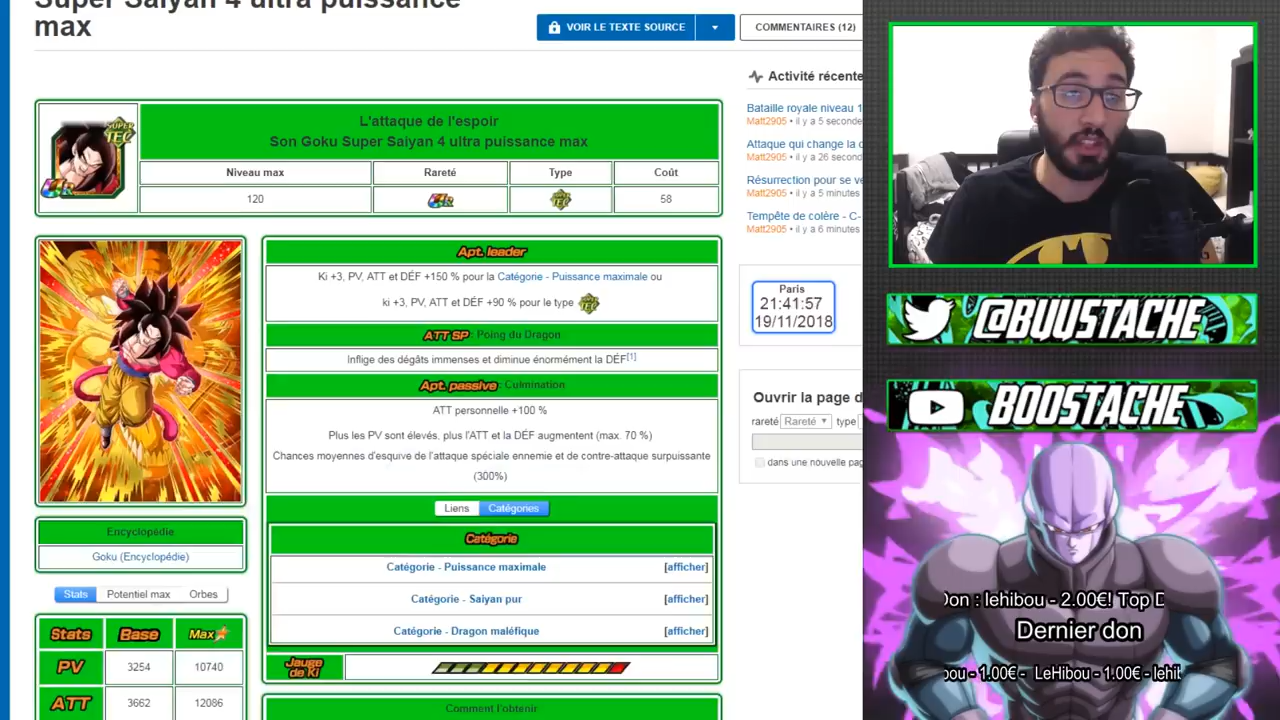 Super Saiyan 4 ultra puissance
max
VOIR LE TEXTE SOURCE
COMMENTAIRES (12)
L'attaque de l'espoir
Son Goku Super Saiyan 4 ultra puissance max
SUPER
TEC
Niveau max
Rareté
Type
Coût
120
58
Apt. leader
Ki +3, PV, ATT et DÉF +150 % pour la Catégorie - Puissance maximale ou
ki +3, PV, ATT et DÉF +90 % pour le type
ATT SP : Poing du Dragon
Inflige des dégâts immenses et diminue énormément la DÉF[1]
Apt. passive : Culmination
ATT personnelle +100 %
Plus les PV sont élevés, plus l'ATT et la DÉF augmentent (max. 70 %)
Chances moyennes d'esquive de l'attaque spéciale ennemie et de contre-attaque surpuissante
(300%)
Liens
Catégories
Catégorie
Catégorie - Puissance maximale
[afficher]
Catégorie - Saiyan pur
[afficher]
Catégorie - Dragon maléfique
[afficher]
Jauge
de Ki
Comment l'obtenir
Encyclopédie
Goku (Encyclopédie)
Stats
Potentiel max
Orbes
Stats
Base
Max
PV
3254
10740
ATT
3662
12086
Activité récente
Bataille royale niveau 1
Matt2905 • il y a 5 seconde
Attaque qui change la
Matt2905 • il y a 26 second
Résurrection pour se ve
Matt2905 • il y a 5 minutes
Tempête de colère - C-
Matt2905 • il y a 6 minutes
Paris
21:41:57
19/11/2018
Ouvrir la page d
rareté
Rareté
type
dans une nouvelle pag
@BUUSTACHE
BOOSTACHE
Don : lehibou - 2.00€! Top D
Dernier don
bou - 1.00€ - LeHibou - 1.00€ - lehit